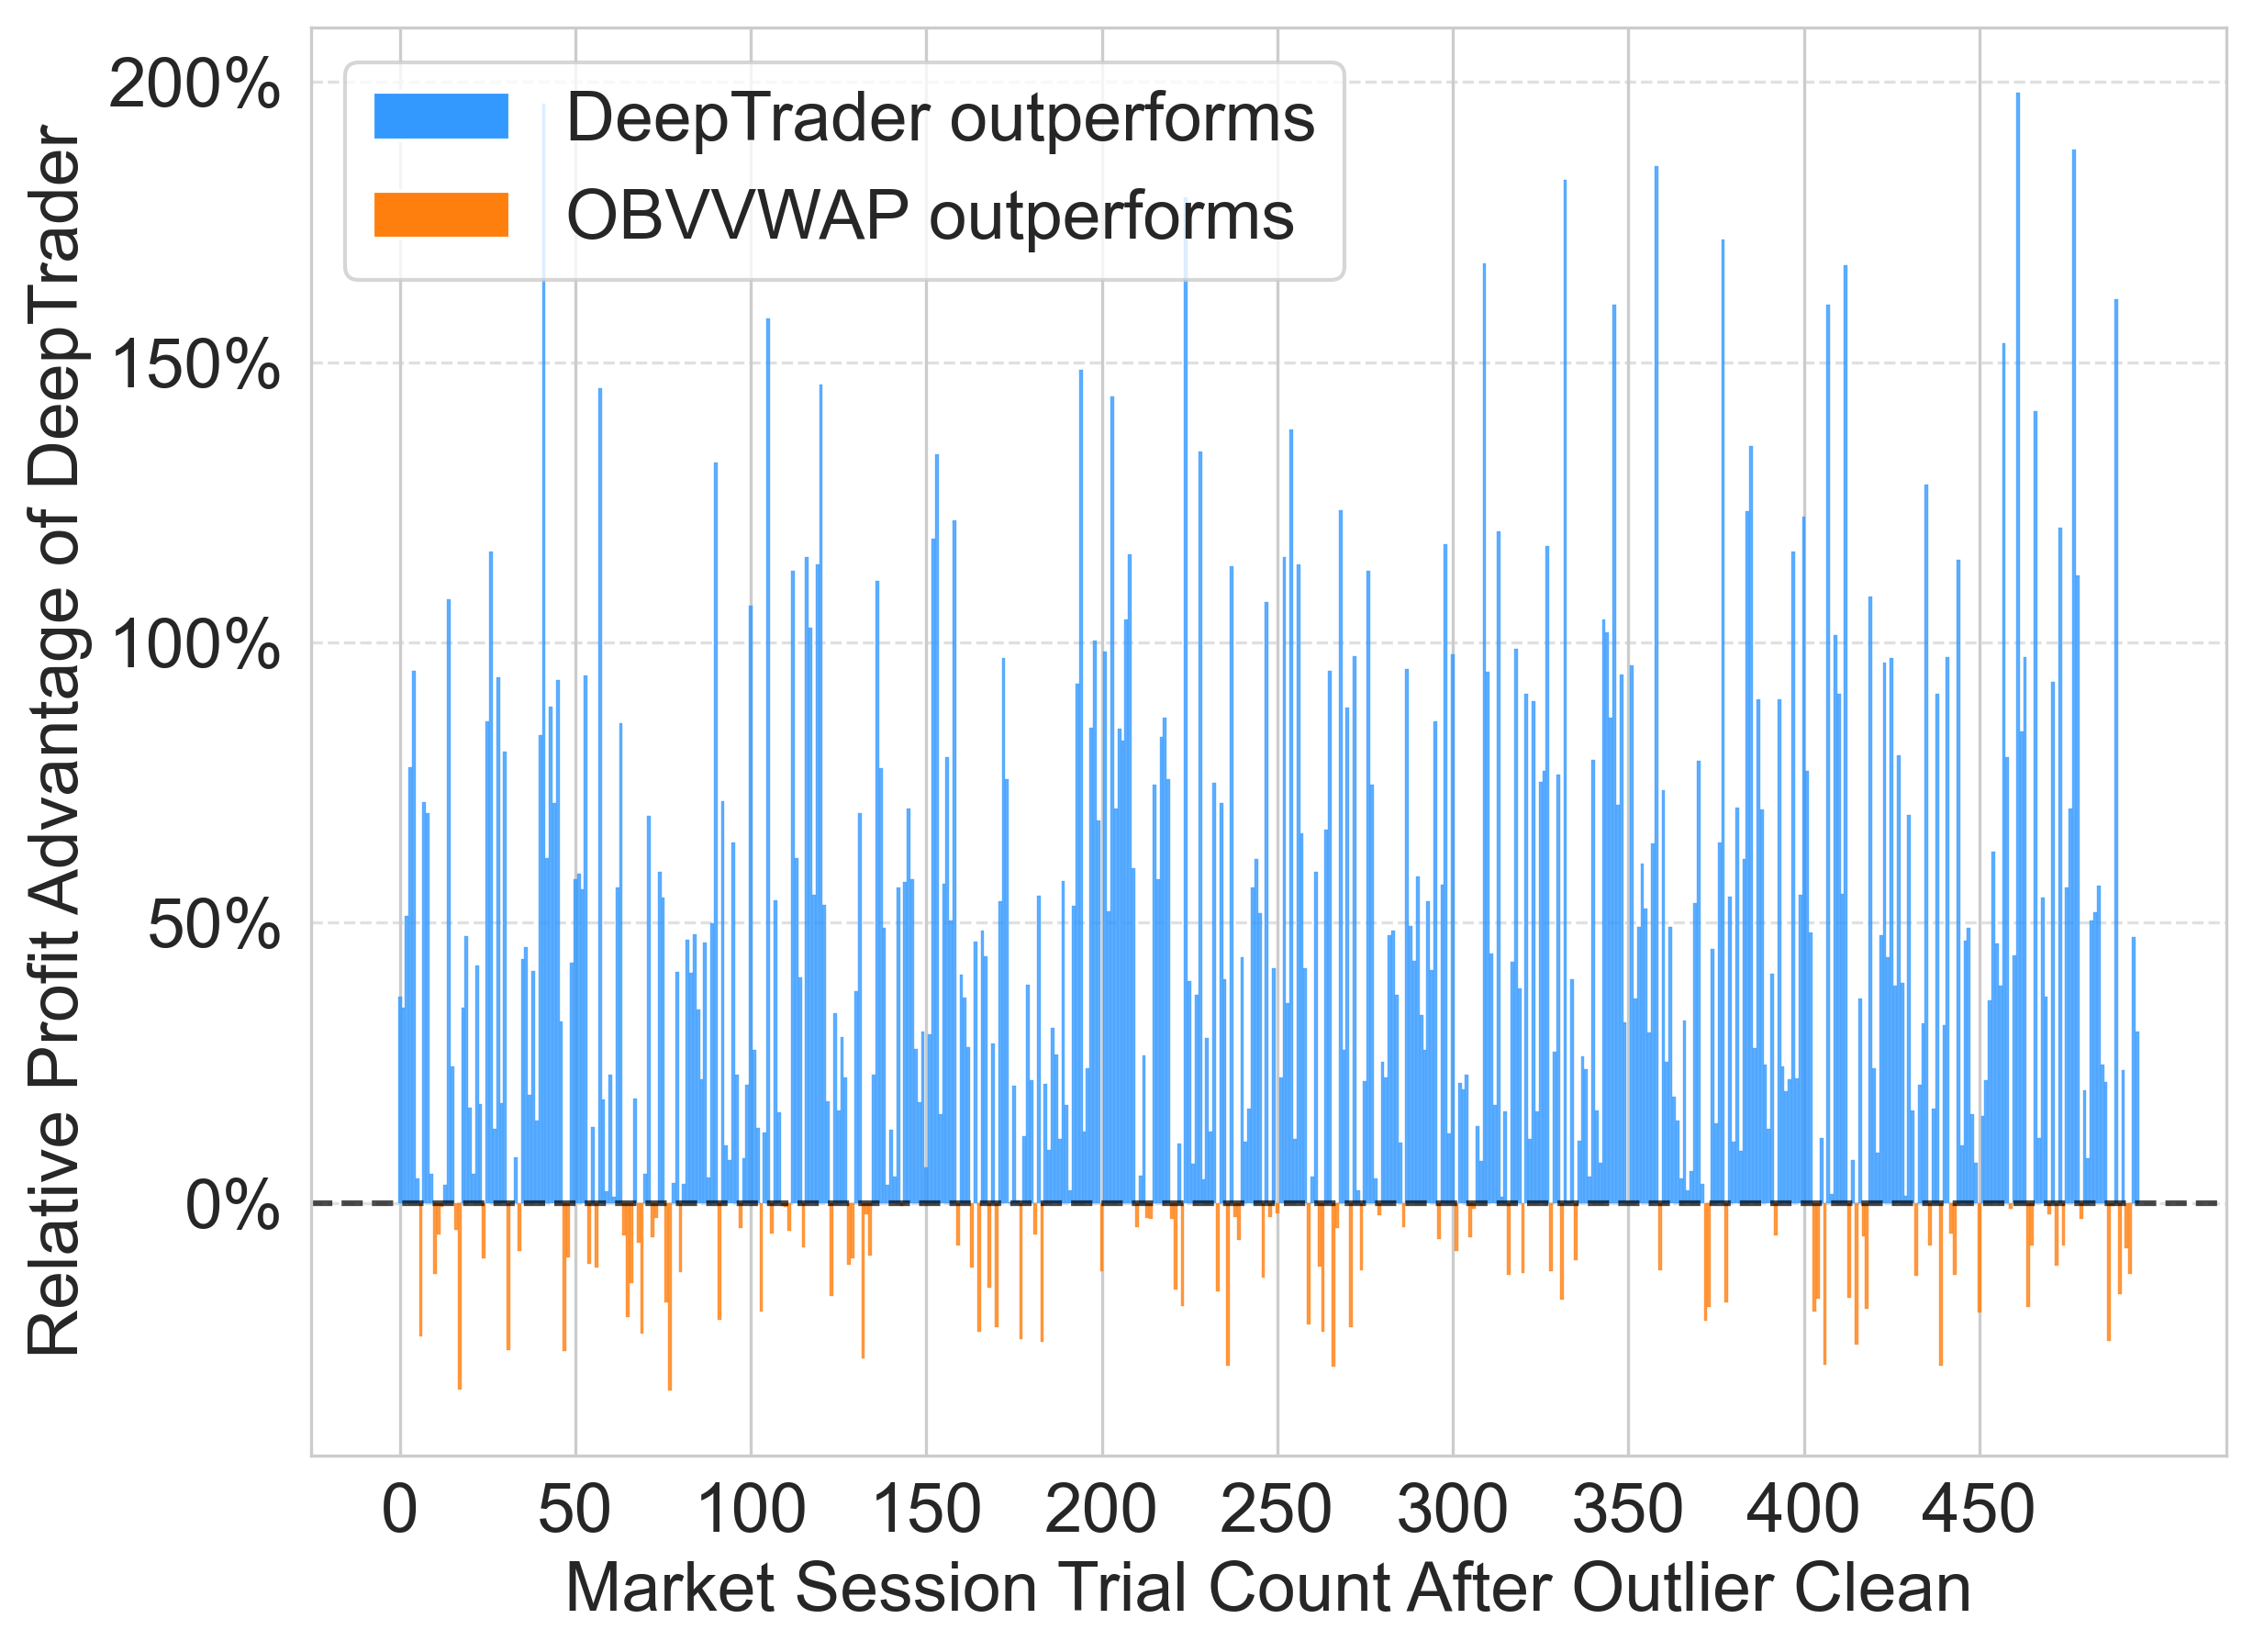 Relative Profit Advantage of DeepTrader
200%
150%
100%
50%
0%
DeepTrader outperforms
OBVVWAP outperforms
0 50 100 150 200 250 300 350 400 450
Market Session Trial Count After Outlier Clean